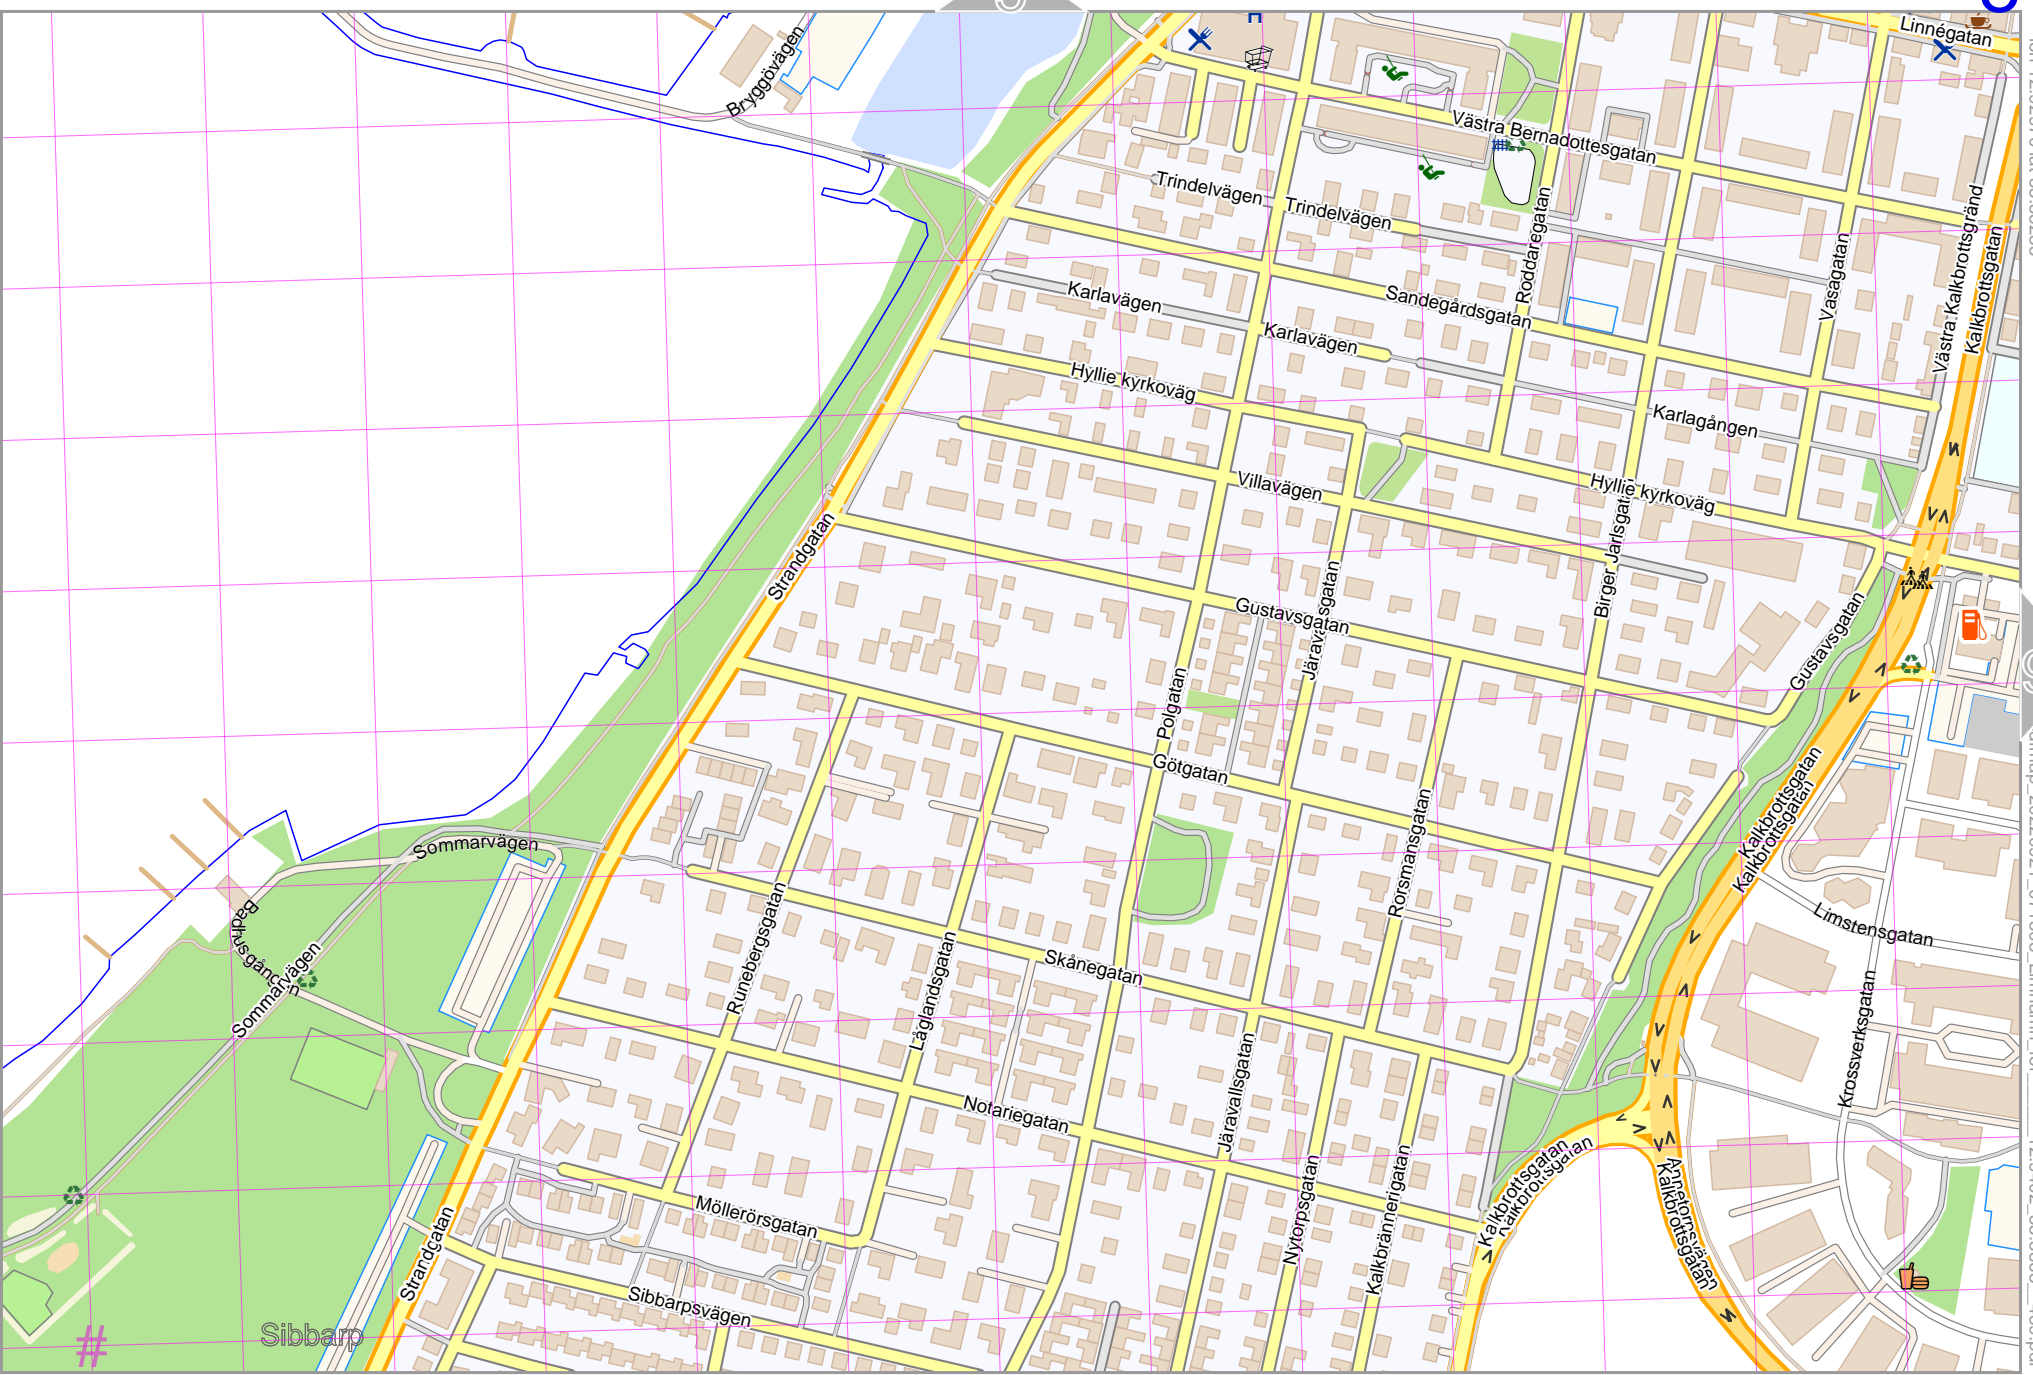 Linnégatan
Bryggövägen
Västra Bernadottesgatan
Trindelvägen
Trindelvägen
Roddaregatan
Vasagatan
Västra Kalkbrottsgränd
Kalkbrottsgatan
Karlavägen
Sandegårdsgatan
Karlavägen
Hyllie kyrkoväg
Karlagången
Villavägen
Hyllie kyrkoväg
Strandgatan
Birger Jarlsgatan
Gustavsgatan
Järavallsgatan
Gustavsgatan
Polgatan
Götgatan
Kalkbrottsgatan
Kalkbrottsgatan
Rorsmansgatan
Sommarvägen
Badhusgången
Sommarvägen
Runebergsgatan
Låglandsgatan
Skånegatan
Limstensgatan
Krossverksgatan
Järavallsgatan
Notariegatan
Nytorpsgatan
Kalkbrännerigatan
Kalkbrottsgatan
Kalkbrottsgatan
Annetorpsvägen
Kalkbrottsgatan
Möllerörsgatan
Strandgatan
Sibbarpsvägen
Sibbarp
#